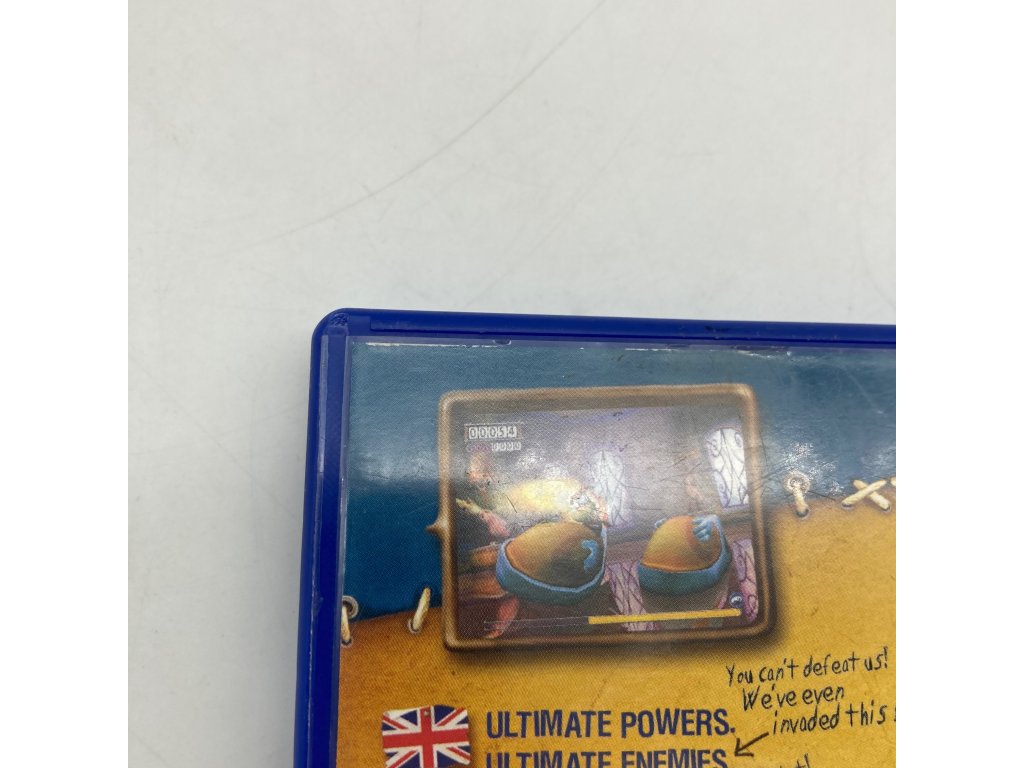 00054
You can't defeat us!
We've even
invaded this
ULTIMATE POWERS.
ULTIMATE ENEMIES